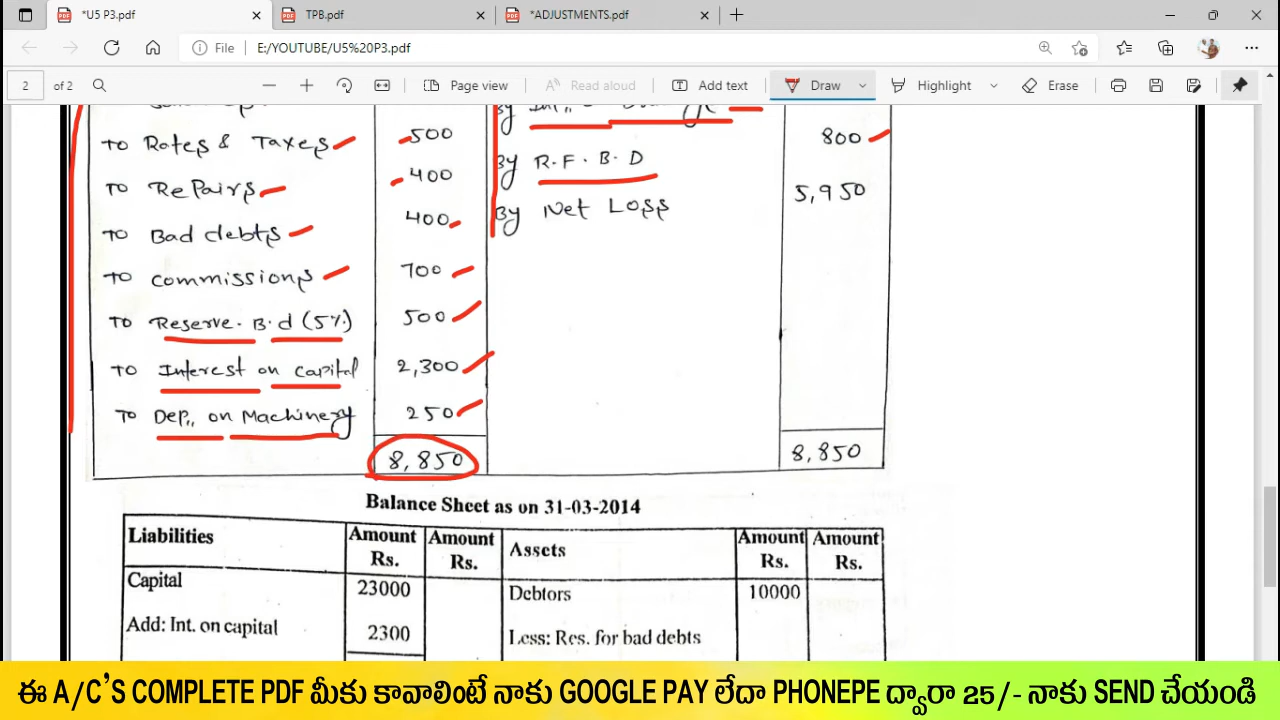 *U5 P3.pdf
TPB.pdf
*ADJUSTMENTS.pdf
File E:/YOUTUBE/U5%20P3.pdf
2 of 2 Page view Read aloud Add text Draw Highlight Erase
TO Rates & Taxes 500 800
TO Repairs 400 By R.F.B.D 5,950
TO Bad debts 400 By Net Loss
TO Commissions 700
TO Reserve. B.d (5%) 500
TO Interest on capital 2,300
TO Dep,, on Machinery 250
8,850 8,850
Balance Sheet as on 31-03-2014
Liabilities Amount Rs. Amount Rs. Assets Amount Rs. Amount Rs.
Capital 23000 Debtors 10000
Add: Int. on capital 2300 Less: Res. for bad debts
ఈ A/C'S COMPLETE PDF మీకు కావాలింటే నాకు GOOGLE PAY లేదా PHONEPE ద్వారా 25/- నాకు SEND చేయండి